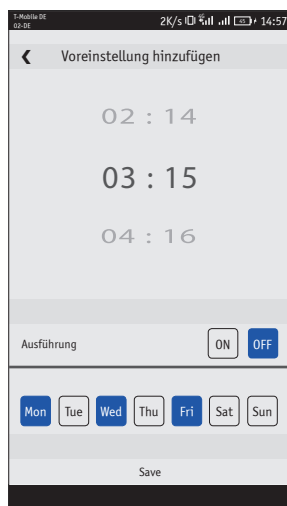 T-Mobile DE
02-DE
2K/s 45 14:57
Voreinstellung hinzufügen
02 : 14
03 : 15
04 : 16
Ausführung ON OFF
Mon Tue Wed Thu Fri Sat Sun
Save